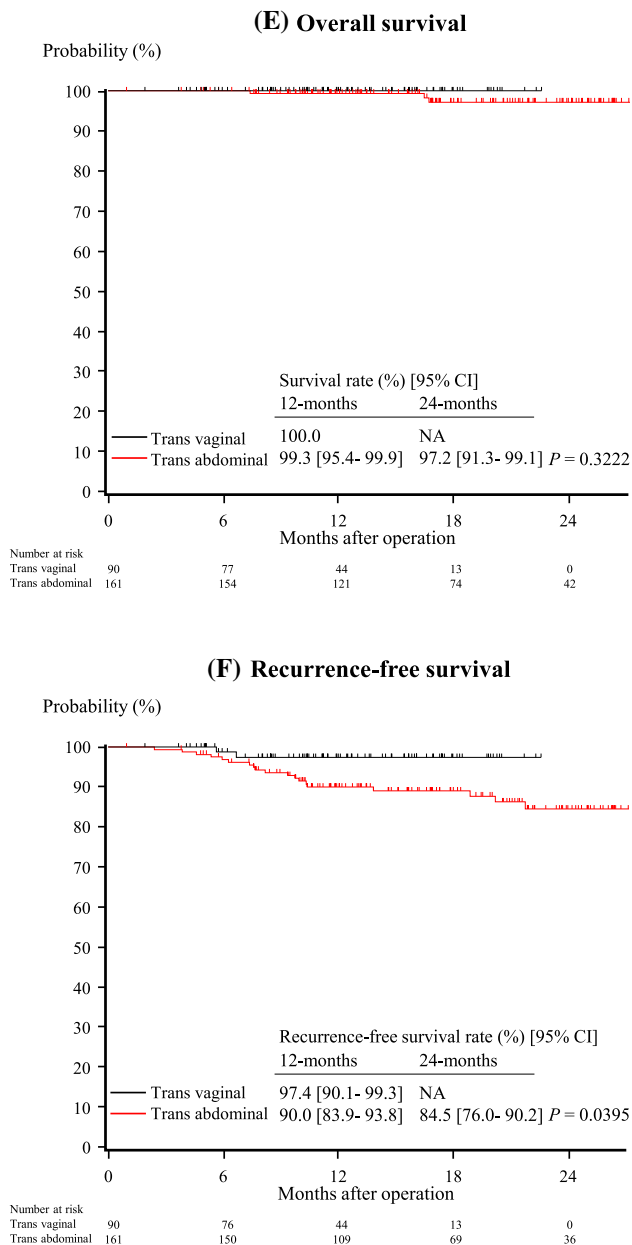 (E) Overall survival
Probability (%)
100
90
80
70
60
50
40
30
20
10
0
Survival rate (%) [95% CI]
12-months 24-months
Trans vaginal 100.0 NA
Trans abdominal 99.3 [95.4- 99.9] 97.2 [91.3- 99.1] P = 0.3222
0 6 12 18 24
Months after operation
Number at risk
Trans vaginal 90 77 44 13 0
Trans abdominal 161 154 121 74 42
(F) Recurrence-free survival
Probability (%)
100
90
80
70
60
50
40
30
20
10
0
Recurrence-free survival rate (%) [95% CI]
12-months 24-months
Trans vaginal 97.4 [90.1- 99.3] NA
Trans abdominal 90.0 [83.9- 93.8] 84.5 [76.0- 90.2] P = 0.0395
0 6 12 18 24
Months after operation
Number at risk
Trans vaginal 90 76 44 13 0
Trans abdominal 161 150 109 69 36